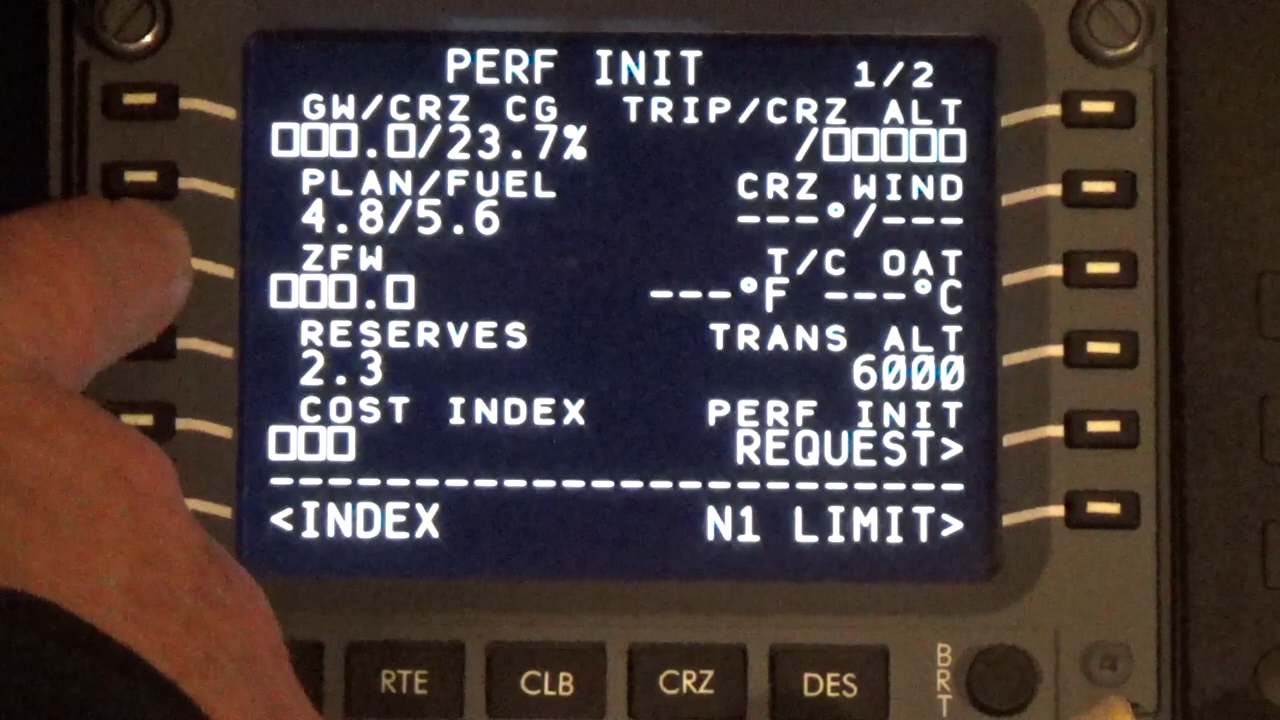 PERF INIT 1/2
GW/CRZ CG TRIP/CRZ ALT
□□□.□/23.7% /□□□□□
PLAN/FUEL CRZ WIND
4.8/5.6 ---°/---
ZFW T/C OAT
□□□.□ ---°F ---°C
RESERVES TRANS ALT
2.3 6000
COST INDEX PERF INIT
□□□ REQUEST>
-------------------------
<INDEX N1 LIMIT>
RTE CLB CRZ DES BRT